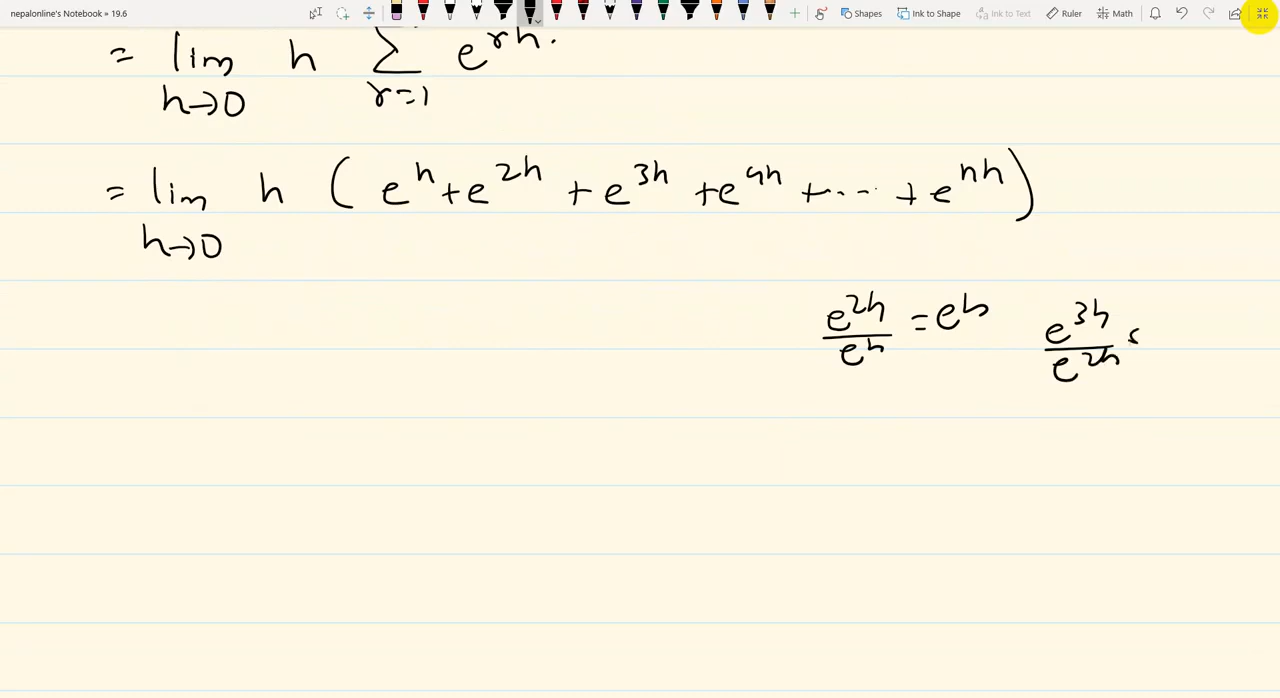 nepalonline's Notebook » 19.6 Shapes Ink to Shape Ink to Text Ruler Math
= lim h ∑ e^{rh}.
h→0 r=1
= lim h ( e^h + e^{2h} + e^{3h} + e^{4h} + ... + e^{nh} )
h→0
e^{2h}/e^h = e^h e^{3h}/e^{2h}